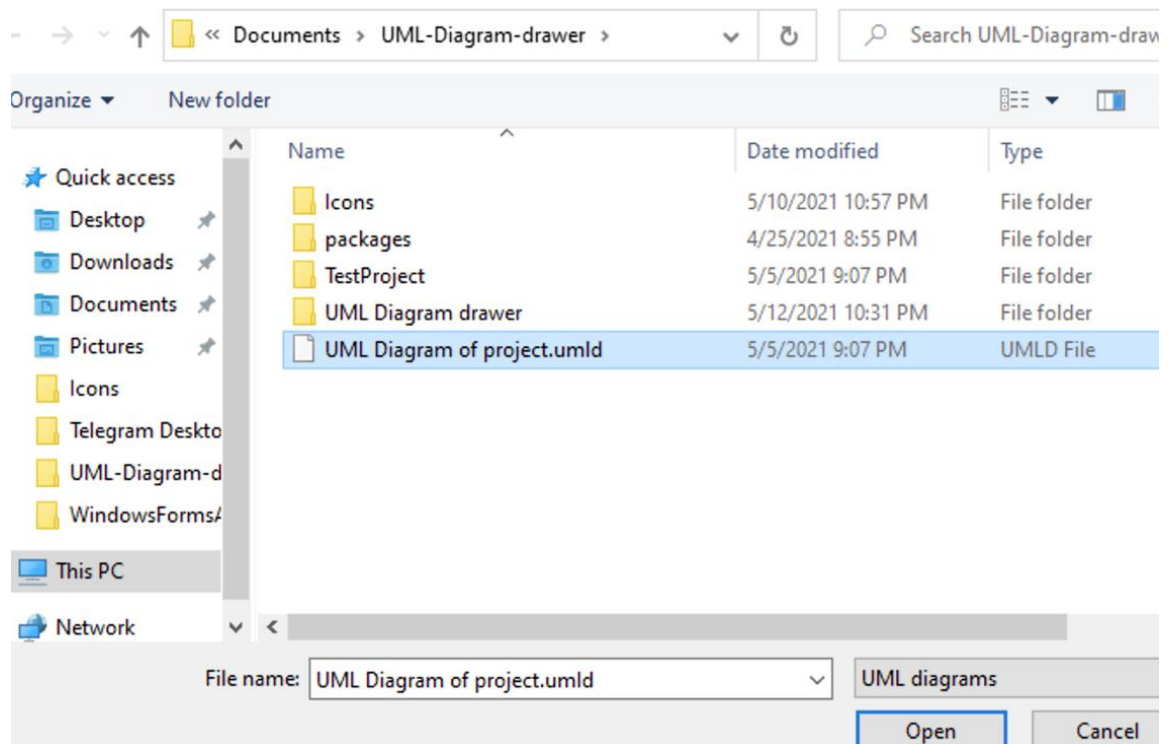 « Documents > UML-Diagram-drawer >
Search UML-Diagram-draw
Organize
New folder
Name
Date modified
Type
Quick access
Desktop
Downloads
Documents
Pictures
Icons
Telegram Deskto
UML-Diagram-d
WindowsForms
This PC
Network
Icons 5/10/2021 10:57 PM File folder
packages 4/25/2021 8:55 PM File folder
TestProject 5/5/2021 9:07 PM File folder
UML Diagram drawer 5/12/2021 10:31 PM File folder
UML Diagram of project.umld 5/5/2021 9:07 PM UMLD File
File name: UML Diagram of project.umld
UML diagrams
Open
Cancel